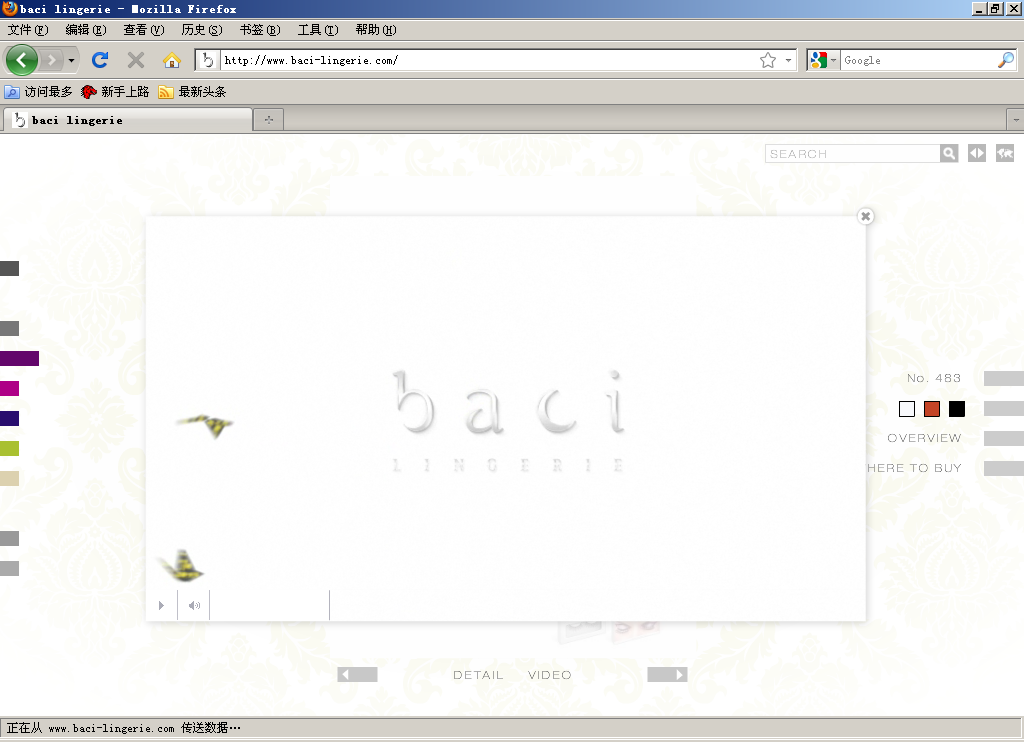 baci lingerie - Mozilla Firefox
文件(F) 编辑(E) 查看(V) 历史(S) 书签(B) 工具(T) 帮助(H)
http://www.baci-lingerie.com/
Google
访问最多 新手上路 最新头条
baci lingerie
SEARCH
baci
LINGERIE
No. 483
OVERVIEW
HERE TO BUY
DETAIL VIDEO
正在从 www.baci-lingerie.com 传送数据…